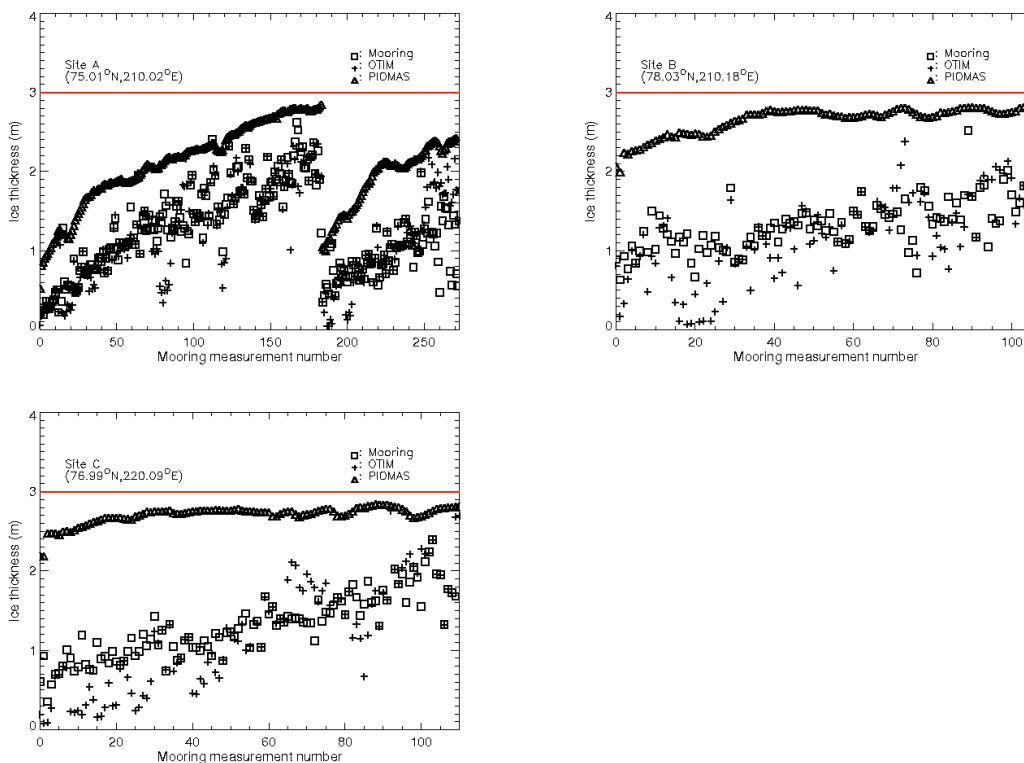 4
3
2
1
0
Ice thickness (m)
Site A
(75.01°N,210.02°E)
□: Mooring
+: OTIM
△: PIOMAS
0 50 100 150 200 250
Mooring measurement number
4
3
2
1
0
Ice thickness (m)
Site B
(78.03°N,210.18°E)
□: Mooring
+: OTIM
△: PIOMAS
0 20 40 60 80 100
Mooring measurement number
4
3
2
1
0
Ice thickness (m)
Site C
(76.99°N,220.09°E)
□: Mooring
+: OTIM
△: PIOMAS
0 20 40 60 80 100
Mooring measurement number